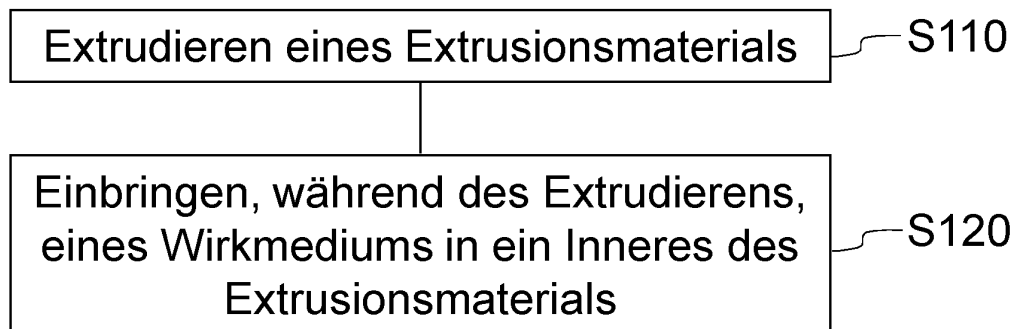 Extrudieren eines Extrusionsmaterials
S110
Einbringen, während des Extrudierens,
eines Wirkmediums in ein Inneres des
Extrusionsmaterials
S120